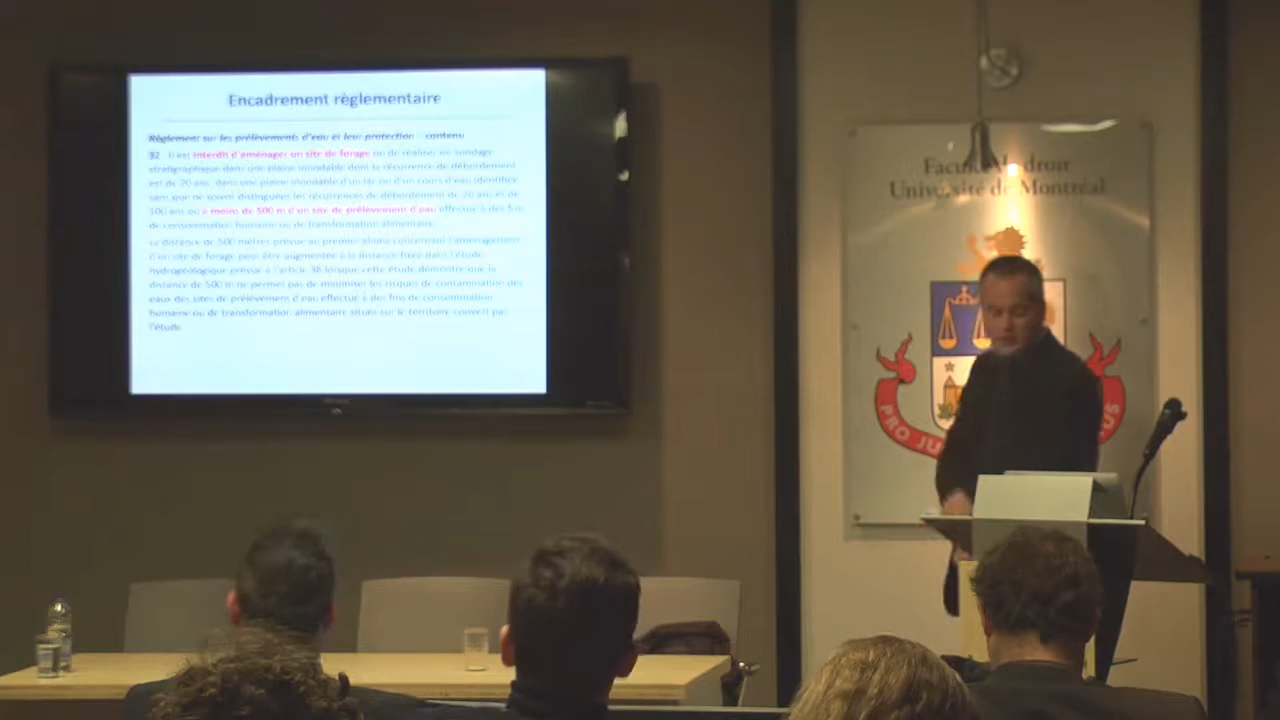 Encadrement règlementaire
Règlement sur les prélèvements d'eau et leur protection – contenu
32 Il est interdit d'aménager un site de forage ou de réaliser un sondage
stratigraphique dans une plaine inondable dont la récurrence de débordement
est de 20 ans, dans une plaine inondable d'un lac ou d'un cours d'eau identifiée
sans que ne soient distinguées les récurrences de débordement de 20 ans et de
100 ans ou à moins de 500 m d'un site de prélèvement d'eau effectué à des fins
de consommation humaine ou de transformation alimentaire.
La distance de 500 mètres prévue au premier alinéa concernant l'aménagement
d'un site de forage peut être augmentée à la distance fixée dans l'étude
hydrogéologique prévue à l'article 38 lorsque cette étude démontre que la
distance de 500 m ne permet pas de minimiser les risques de contamination des
eaux des sites de prélèvement d'eau effectué à des fins de consommation
humaine ou de transformation alimentaire situés sur le territoire couvert par
l'étude.
Faculté de droit
Université de Montréal
PRO JU
US